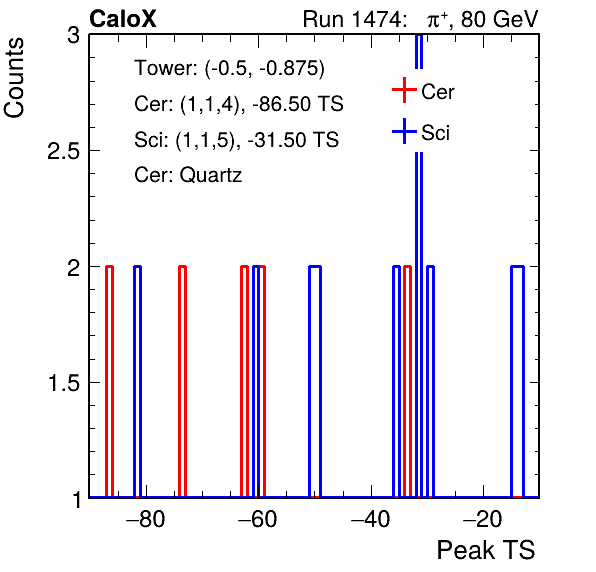 CaloX Run 1474: π⁺, 80 GeV
Counts
3
2.5
2
1.5
1
Tower: (-0.5, -0.875)
Cer: (1,1,4), -86.50 TS
Sci: (1,1,5), -31.50 TS
Cer: Quartz
Cer
Sci
−80 −60 −40 −20
Peak TS